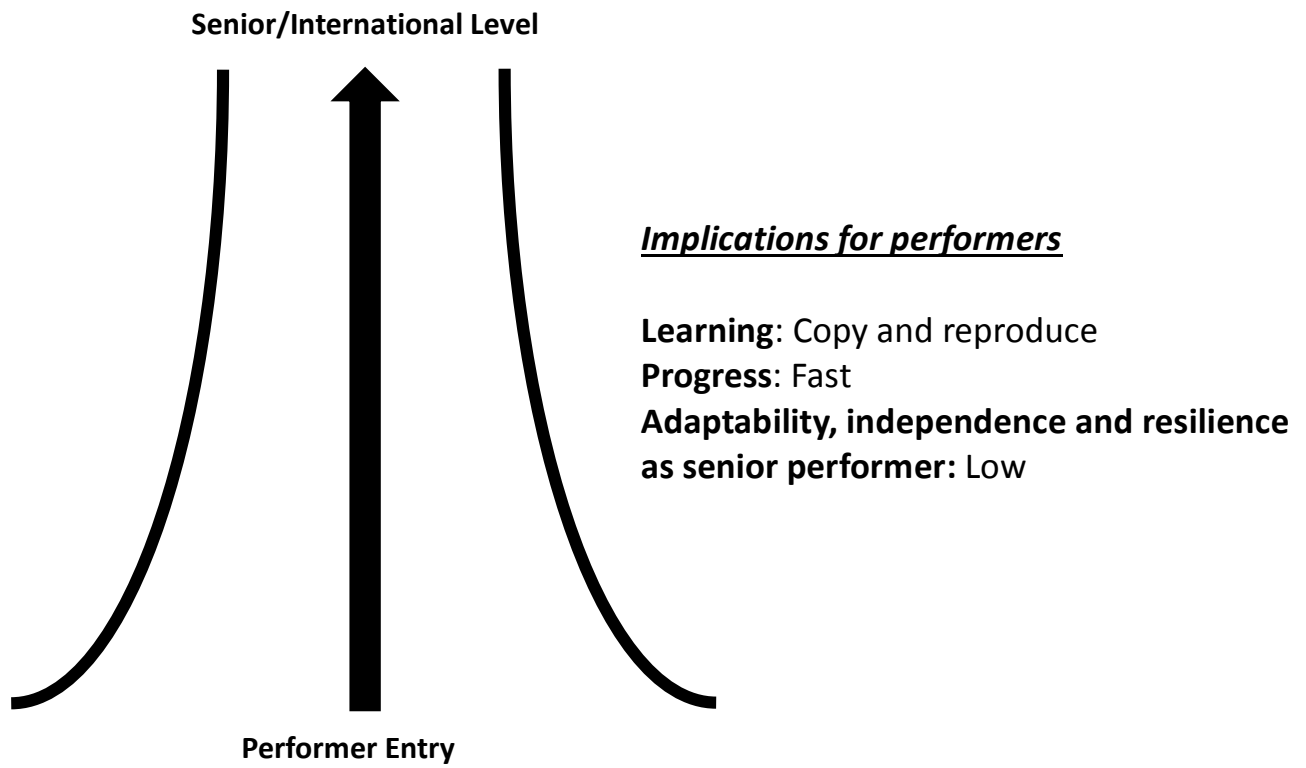 Senior/International Level
Implications for performers
Learning: Copy and reproduce
Progress: Fast
Adaptability, independence and resilience
as senior performer: Low
Performer Entry